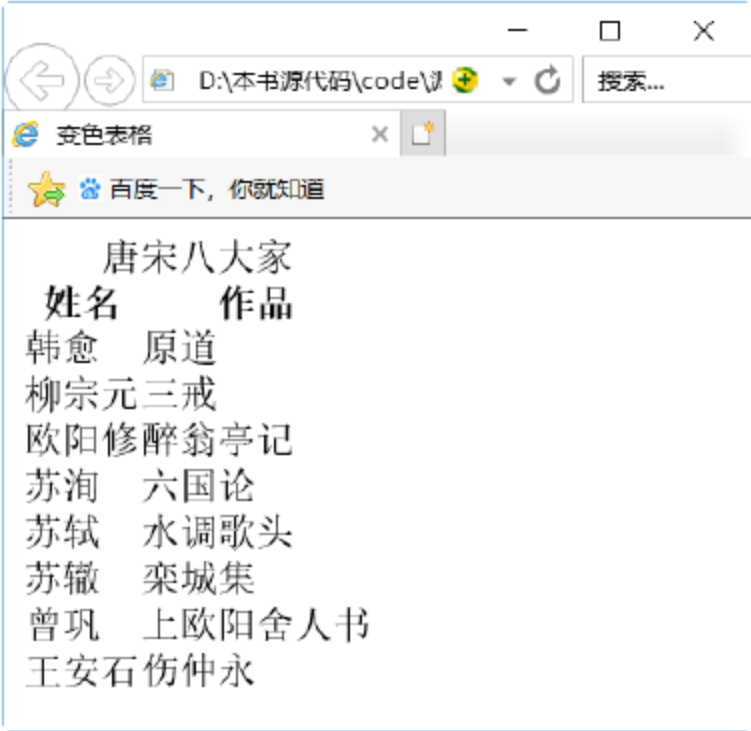 D:\本书源代码\code\
搜索...
变色表格
百度一下，你就知道
唐宋八大家
姓名 作品
韩愈 原道
柳宗元 三戒
欧阳修 醉翁亭记
苏洵 六国论
苏轼 水调歌头
苏辙 栾城集
曾巩 上欧阳舍人书
王安石 伤仲永